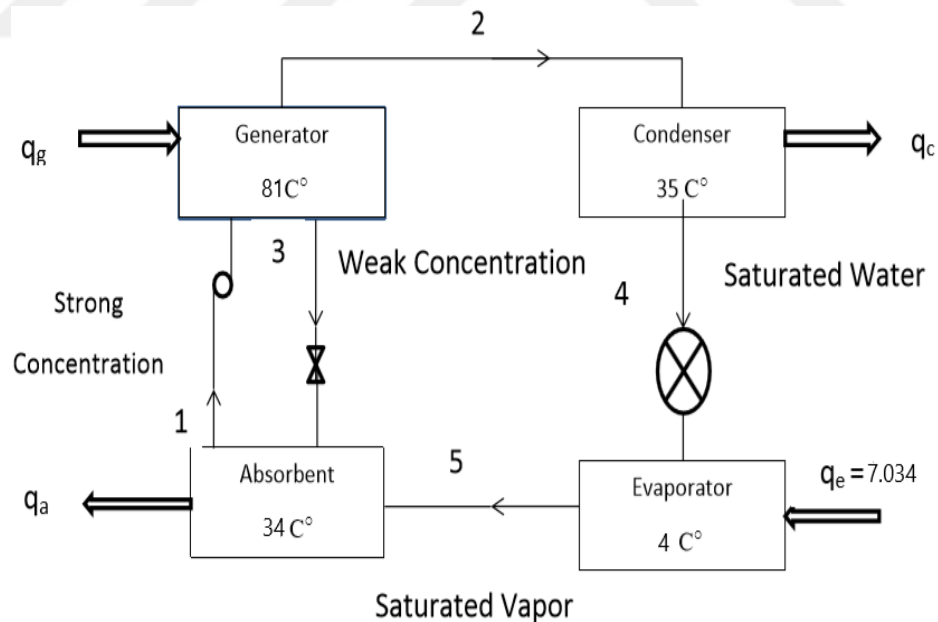 2
Generator
81C°
q_g
Condenser
35 C°
q_c
3
Weak Concentration
Strong
Concentration
4
Saturated Water
1
Absorbent
34 C°
q_a
5
Evaporator
4 C°
q_e = 7.034
Saturated Vapor